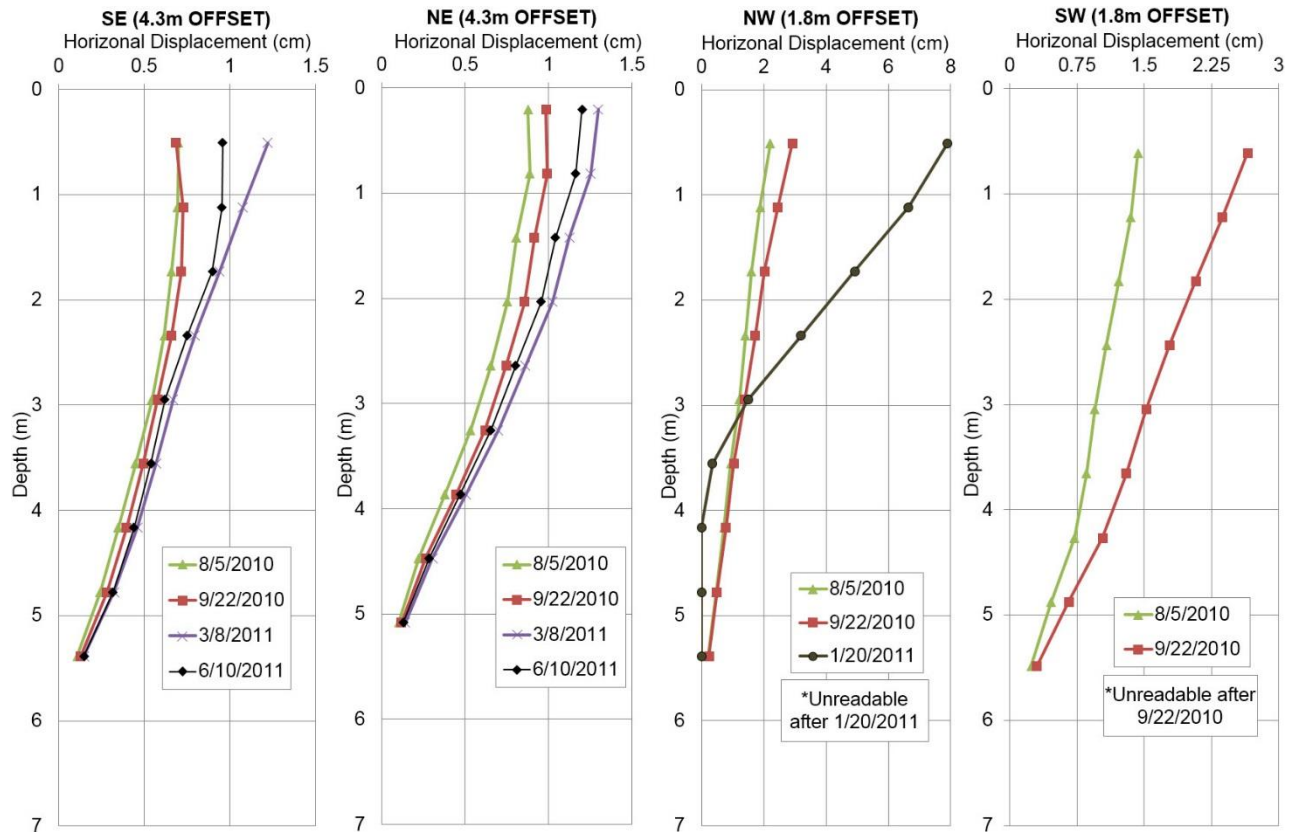 SE (4.3m OFFSET)
Horizonal Displacement (cm)
0 0.5 1 1.5
0
1
2
3
4
5
6
7
Depth (m)
8/5/2010
9/22/2010
3/8/2011
6/10/2011
NE (4.3m OFFSET)
Horizonal Displacement (cm)
0 0.5 1 1.5
0
1
2
3
4
5
6
7
Depth (m)
8/5/2010
9/22/2010
3/8/2011
6/10/2011
NW (1.8m OFFSET)
Horizonal Displacement (cm)
0 2 4 6 8
0
1
2
3
4
5
6
7
Depth (m)
8/5/2010
9/22/2010
1/20/2011
*Unreadable
after 1/20/2011
SW (1.8m OFFSET)
Horizonal Displacement (cm)
0 0.75 1.5 2.25 3
0
1
2
3
4
5
6
7
Depth (m)
8/5/2010
9/22/2010
*Unreadable after
9/22/2010